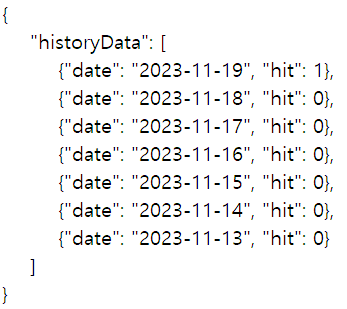 {
"historyData": [
{"date": "2023-11-19", "hit": 1},
{"date": "2023-11-18", "hit": 0},
{"date": "2023-11-17", "hit": 0},
{"date": "2023-11-16", "hit": 0},
{"date": "2023-11-15", "hit": 0},
{"date": "2023-11-14", "hit": 0},
{"date": "2023-11-13", "hit": 0}
]
}